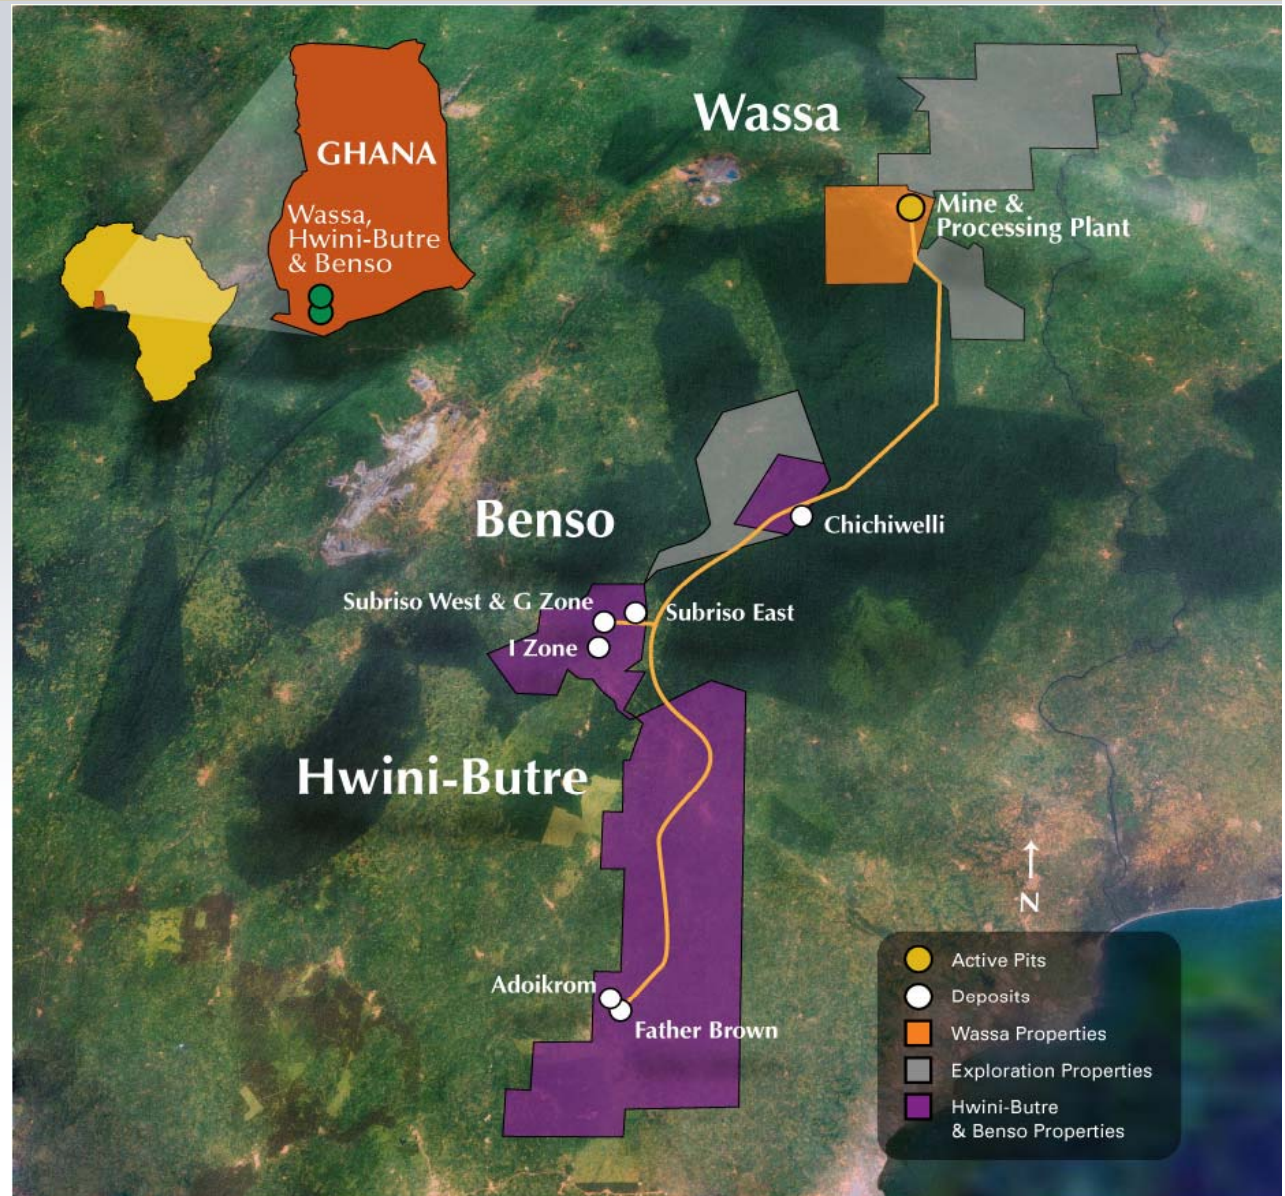 Wassa
GHANA
Wassa,
Hwini-Butre
& Benso
Mine &
Processing Plant
Benso
Chichiwelli
Subriso West & G Zone
Subriso East
I Zone
Hwini-Butre
N
Adoikrom
Father Brown
Active Pits
Deposits
Wassa Properties
Exploration Properties
Hwini-Butre
& Benso Properties